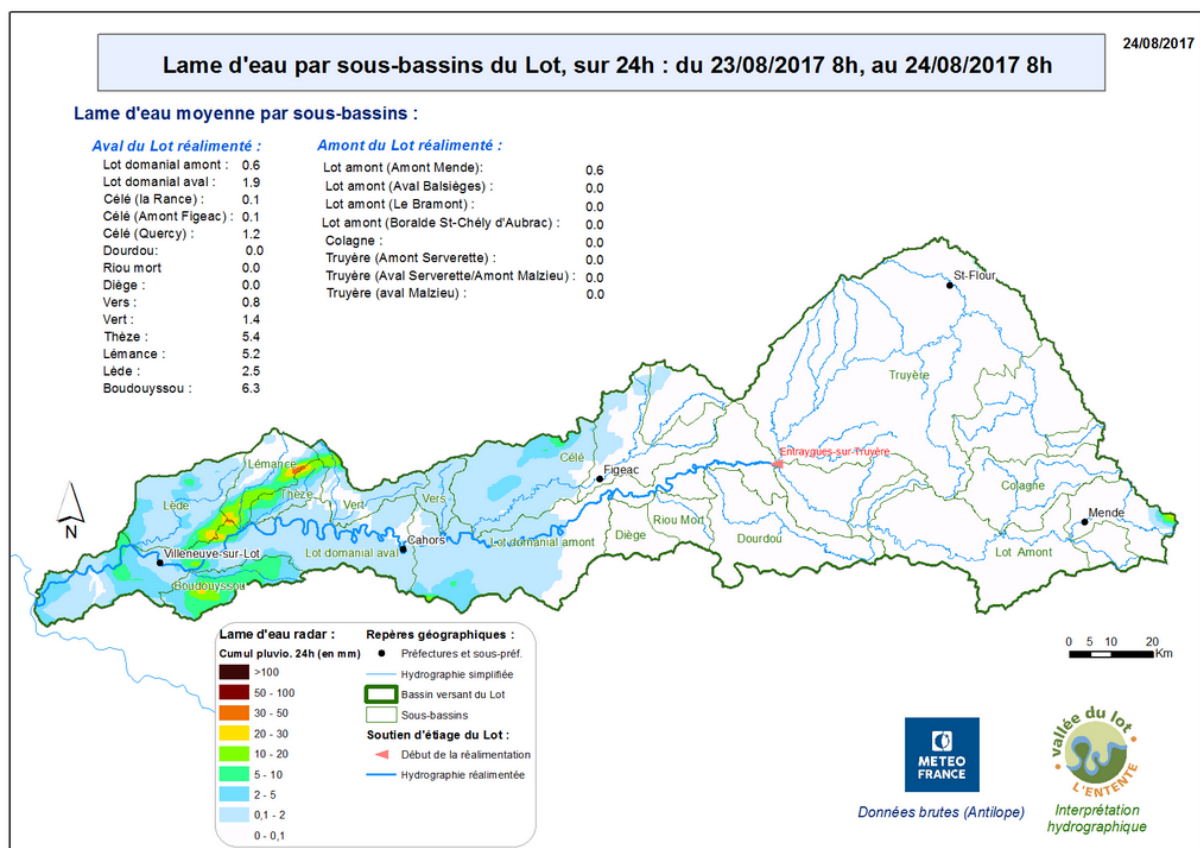 24/08/2017
Lame d'eau par sous-bassins du Lot, sur 24h : du 23/08/2017 8h, au 24/08/2017 8h
Lame d'eau moyenne par sous-bassins :
Aval du Lot réalimenté :
Lot domanial amont : 0.6
Lot domanial aval : 1.9
Célé (la Rance) : 0.1
Célé (Amont Figeac) : 0.1
Célé (Quercy) : 1.2
Dourdou: 0.0
Riou mort 0.0
Diège : 0.0
Vers : 0.8
Vert : 1.4
Thèze : 5.4
Lémance : 5.2
Lède : 2.5
Boudouyssou : 6.3
Amont du Lot réalimenté :
Lot amont (Amont Mende): 0.6
Lot amont (Aval Balsièges) : 0.0
Lot amont (Le Bramont) : 0.0
Lot amont (Boralde St-Chély d'Aubrac) : 0.0
Colagne : 0.0
Truyère (Amont Serverette) : 0.0
Truyère (Aval Serverette/Amont Malzieu) : 0.0
Truyère (aval Malzieu) : 0.0
St-Flour
Truyère
Entraygues-sur-Truyère
Célé
Figeac
Lémance
Thèze
Lède
Vert
Vers
Colagne
Mende
Riou Mort
Diège
Dourdou
Lot Amont
Lot domanial amont
Cahors
Lot domanial aval
Villeneuve-sur-Lot
Boudouyssou
N
Lame d'eau radar :
Cumul pluvio. 24h (en mm)
>100
50 - 100
30 - 50
20 - 30
10 - 20
5 - 10
2 - 5
0,1 - 2
0 - 0,1
Repères géographiques :
Préfectures et sous-préf.
Hydrographie simplifiée
Bassin versant du Lot
Sous-bassins
Soutien d'étiage du Lot :
Début de la réalimentation
Hydrographie réalimentée
0 5 10 20
Km
METEO
FRANCE
Données brutes (Antilope)
vallée du lot
L'ENTENTE
Interprétation
hydrographique